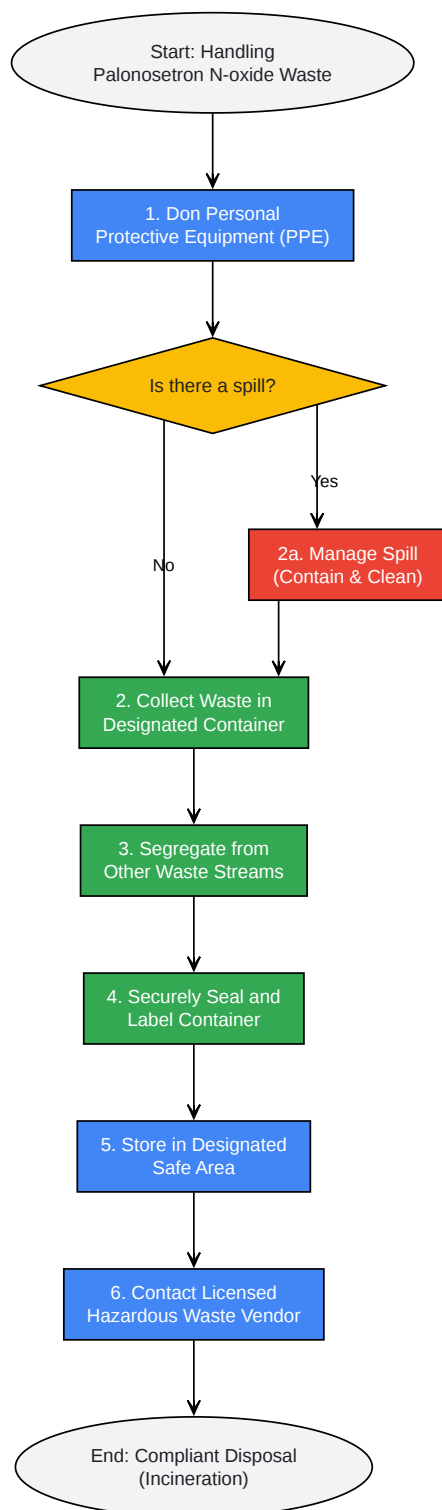 Start: Handling
Palonosetron N-oxide Waste
1. Don Personal
Protective Equipment (PPE)
Is there a spill?
Yes
No
2a. Manage Spill
(Contain & Clean)
2. Collect Waste in
Designated Container
3. Segregate from
Other Waste Streams
4. Securely Seal and
Label Container
5. Store in Designated
Safe Area
6. Contact Licensed
Hazardous Waste Vendor
End: Compliant Disposal
(Incineration)